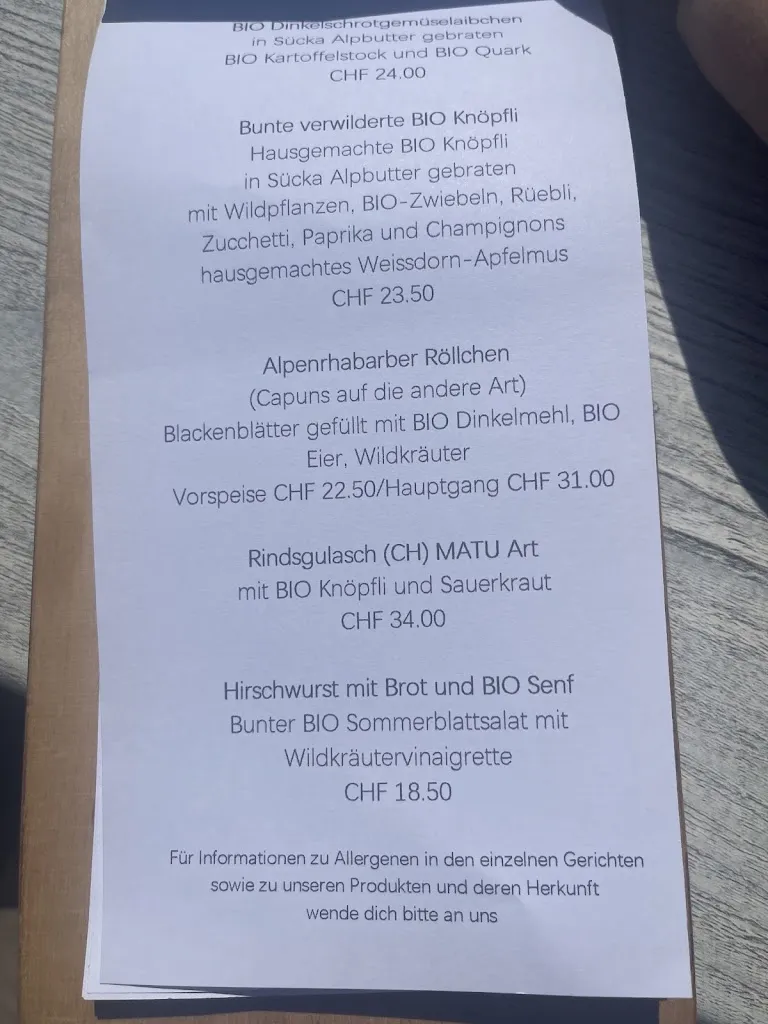 BIO Dinkelschrotgemüselaibchen
in Sücka Alpbutter gebraten
BIO Kartoffelstock und BIO Quark
CHF 24.00
Bunte verwilderte BIO Knöpfli
Hausgemachte BIO Knöpfli
in Sücka Alpbutter gebraten
mit Wildpflanzen, BIO-Zwiebeln, Rüebli,
Zucchetti, Paprika und Champignons
hausgemachtes Weissdorn-Apfelmus
CHF 23.50
Alpenrhabarber Röllchen
(Capuns auf die andere Art)
Blackenblätter gefüllt mit BIO Dinkelmehl, BIO
Eier, Wildkräuter
Vorspeise CHF 22.50/Hauptgang CHF 31.00
Rindsgulasch (CH) MATU Art
mit BIO Knöpfli und Sauerkraut
CHF 34.00
Hirschwurst mit Brot und BIO Senf
Bunter BIO Sommerblattsalat mit
Wildkräutervinaigrette
CHF 18.50
Für Informationen zu Allergenen in den einzelnen Gerichten
sowie zu unseren Produkten und deren Herkunft
wende dich bitte an uns